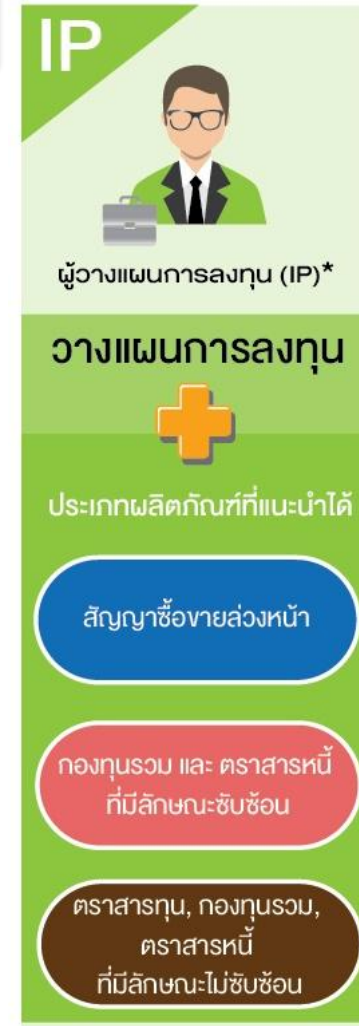 IP
ผู้วางแผนการลงทุน (IP)*
วางแผนการลงทุน
ประเภทผลิตภัณฑ์ที่แนะนำได้
สัญญาซื้อขายล่วงหน้า
กองทุนรวม และ ตราสารหนี้
ที่มีลักษณะซับซ้อน
ตราสารทุน, กองทุนรวม,
ตราสารหนี้
ที่มีลักษณะไม่ซับซ้อน